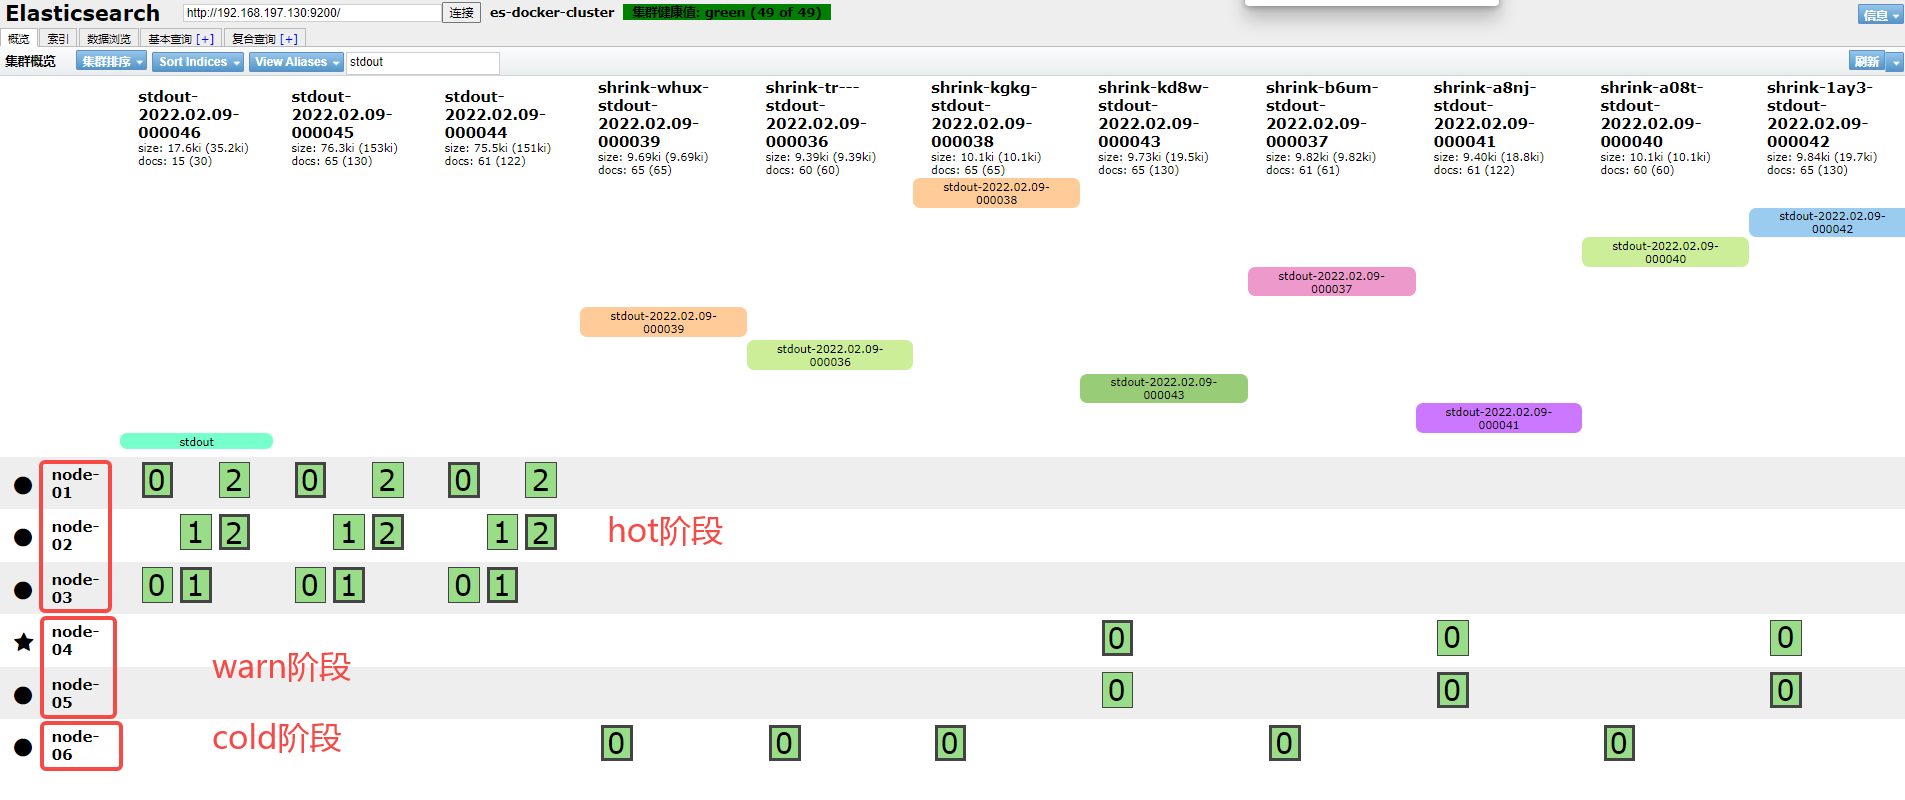 Elasticsearch http://192.168.197.130:9200/ 连接 es-docker-cluster 集群健康值: green (49 of 49) 信息
概览 索引 数据浏览 基本查询 [+] 复合查询 [+]
集群概览 集群排序 Sort Indices View Aliases stdout 刷新
stdout-
2022.02.09-
000046
size: 17.6ki (35.2ki)
docs: 15 (30)
stdout-
2022.02.09-
000045
size: 76.3ki (153ki)
docs: 65 (130)
stdout-
2022.02.09-
000044
size: 75.5ki (151ki)
docs: 61 (122)
shrink-whux-
stdout-
2022.02.09-
000039
size: 9.69ki (9.69ki)
docs: 65 (65)
shrink-tr---
stdout-
2022.02.09-
000036
size: 9.39ki (9.39ki)
docs: 60 (60)
shrink-kgkg-
stdout-
2022.02.09-
000038
size: 10.1ki (10.1ki)
docs: 65 (65)
shrink-kd8w-
stdout-
2022.02.09-
000043
size: 9.73ki (19.5ki)
docs: 65 (130)
shrink-b6um-
stdout-
2022.02.09-
000037
size: 9.82ki (9.82ki)
docs: 61 (61)
shrink-a8nj-
stdout-
2022.02.09-
000041
size: 9.40ki (18.8ki)
docs: 61 (122)
shrink-a08t-
stdout-
2022.02.09-
000040
size: 10.1ki (10.1ki)
docs: 60 (60)
shrink-1ay3-
stdout-
2022.02.09-
000042
size: 9.84ki (19.7ki)
docs: 65 (130)
stdout-2022.02.09-
000038
stdout-2022.02.09-
000042
stdout-2022.02.09-
000040
stdout-2022.02.09-
000037
stdout-2022.02.09-
000039
stdout-2022.02.09-
000036
stdout-2022.02.09-
000043
stdout-2022.02.09-
000041
stdout
node-
01
0 2 0 2 0 2
node-
02
1 2 1 2 1 2
hot阶段
node-
03
0 1 0 1 0 1
node-
04
0 0 0
warn阶段
node-
05
0 0 0
node-
06
cold阶段
0 0 0 0 0